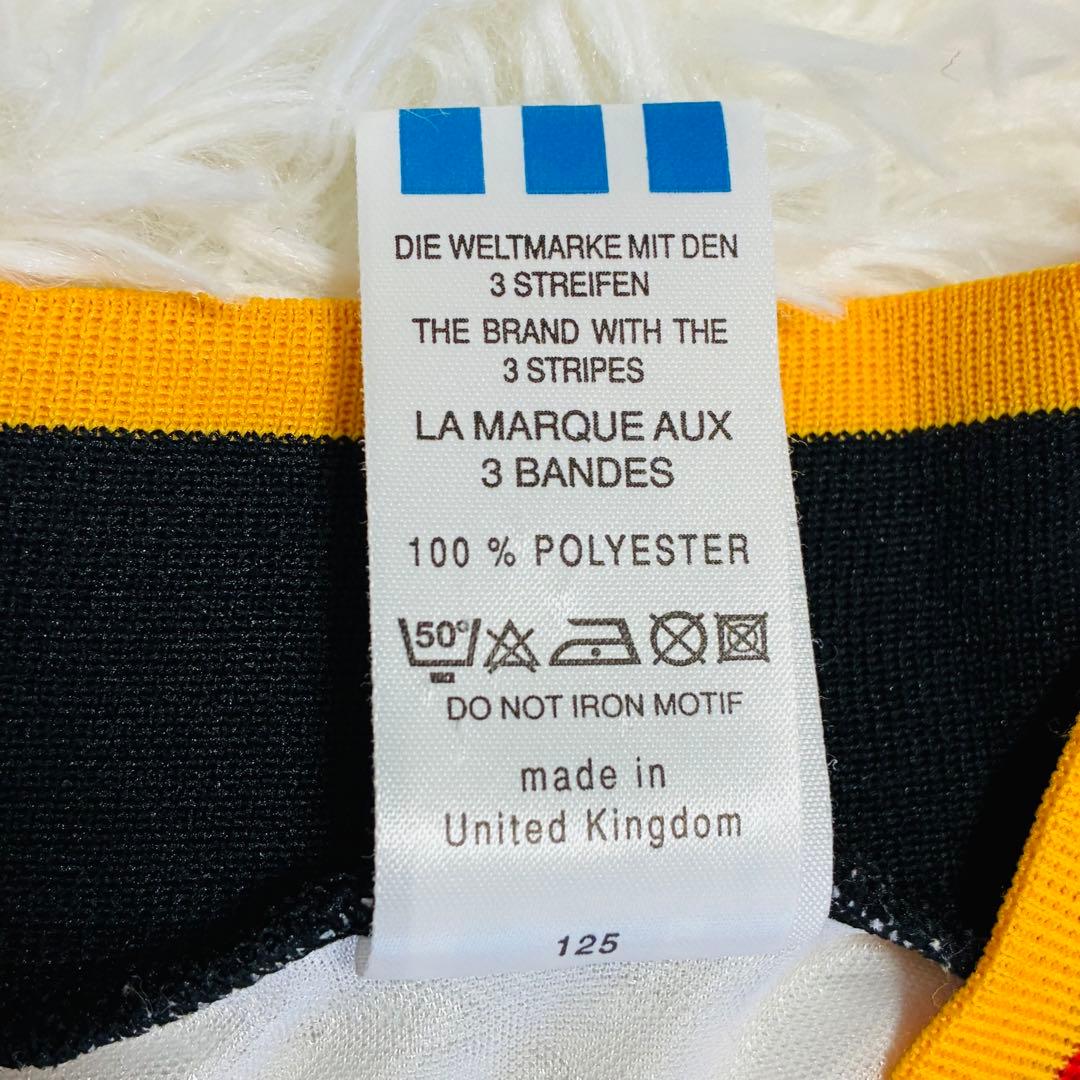 DIE WELTMARKE MIT DEN
3 STREIFEN
THE BRAND WITH THE
3 STRIPES
LA MARQUE AUX
3 BANDES
100 % POLYESTER
50°
DO NOT IRON MOTIF
made in
United Kingdom
125